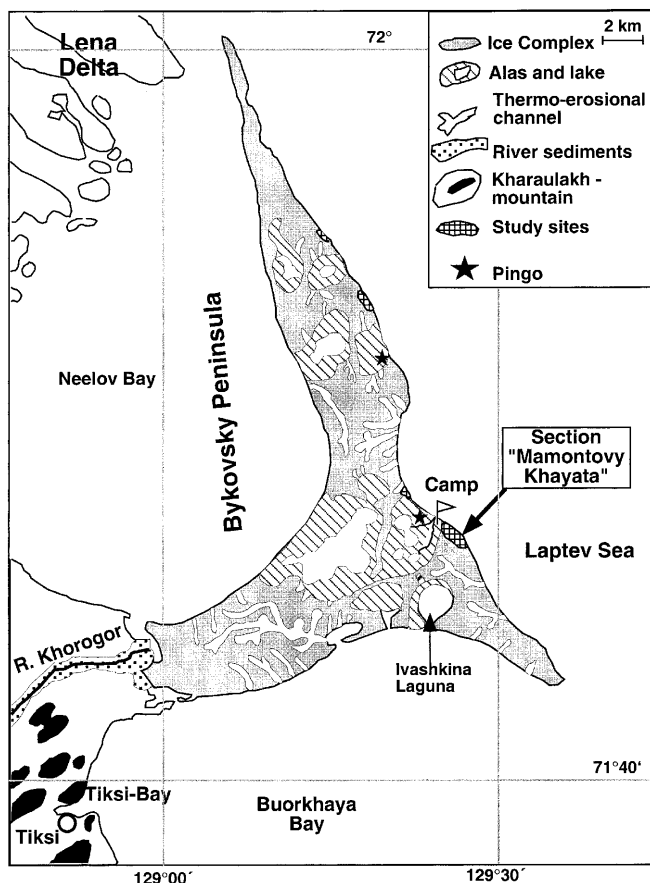 Lena
Delta
72°
2 km
Ice Complex
Alas and lake
Thermo-erosional
channel
River sediments
Kharaulakh -
mountain
Study sites
Pingo
Neelov Bay
Bykovsky Peninsula
Section
"Mamontovy
Khayata"
Camp
Laptev Sea
R. Khorogor
Ivashkina
Laguna
71°40'
Tiksi-Bay
Buorkhaya
Bay
Tiksi
129°00´
129°30´